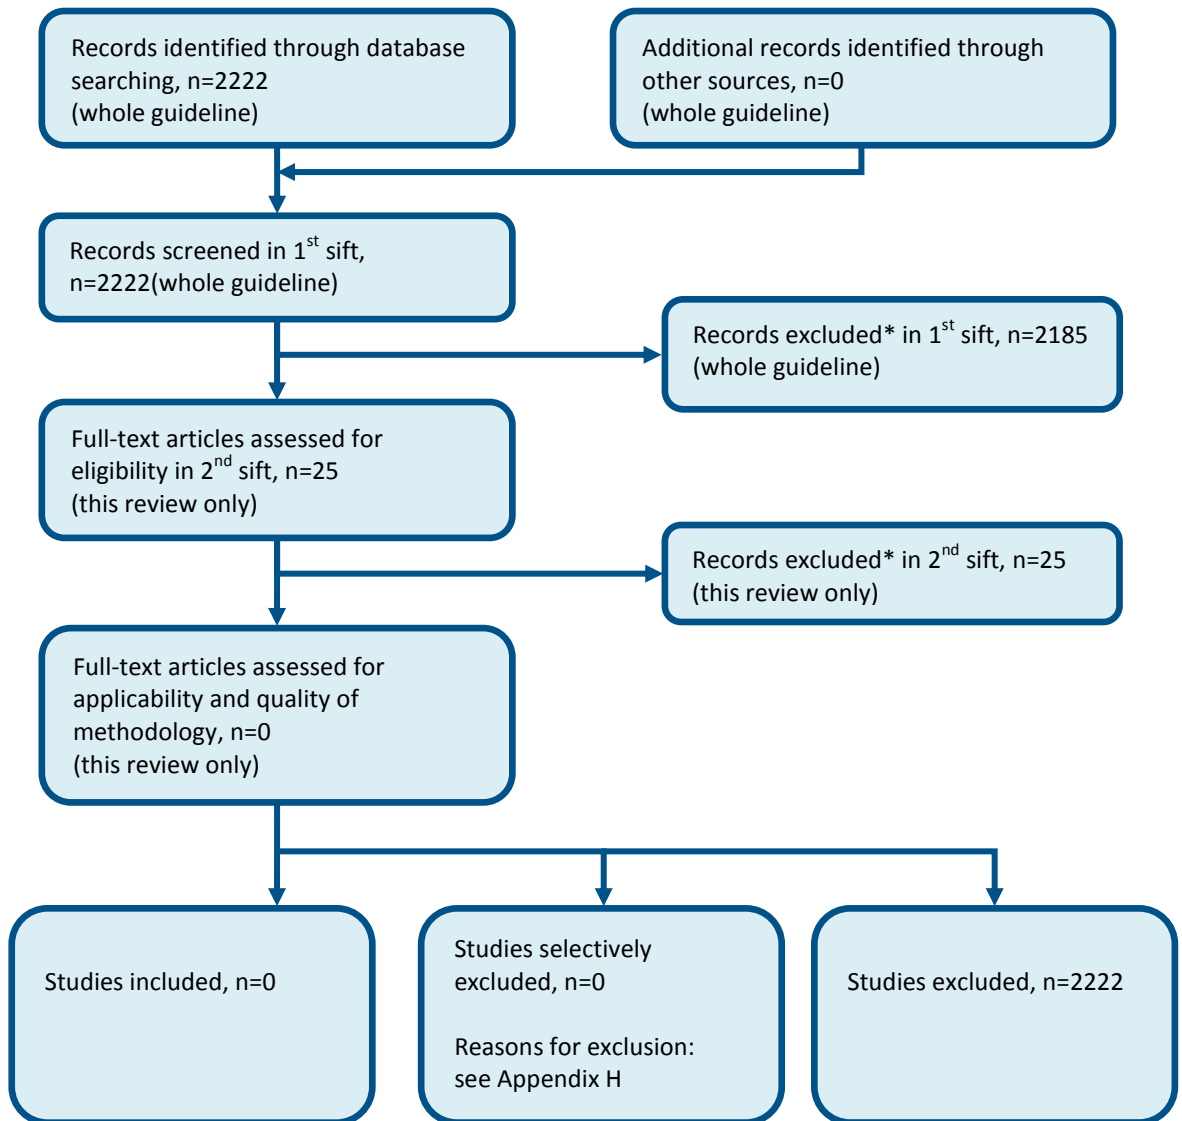 Records identified through database
searching, n=2222
(whole guideline)
Additional records identified through
other sources, n=0
(whole guideline)
Records screened in 1st sift,
n=2222(whole guideline)
Records excluded* in 1st sift, n=2185
(whole guideline)
Full-text articles assessed for
eligibility in 2nd sift, n=25
(this review only)
Records excluded* in 2nd sift, n=25
(this review only)
Full-text articles assessed for
applicability and quality of
methodology, n=0
(this review only)
Studies included, n=0
Studies selectively
excluded, n=0
Reasons for exclusion:
see Appendix H
Studies excluded, n=2222